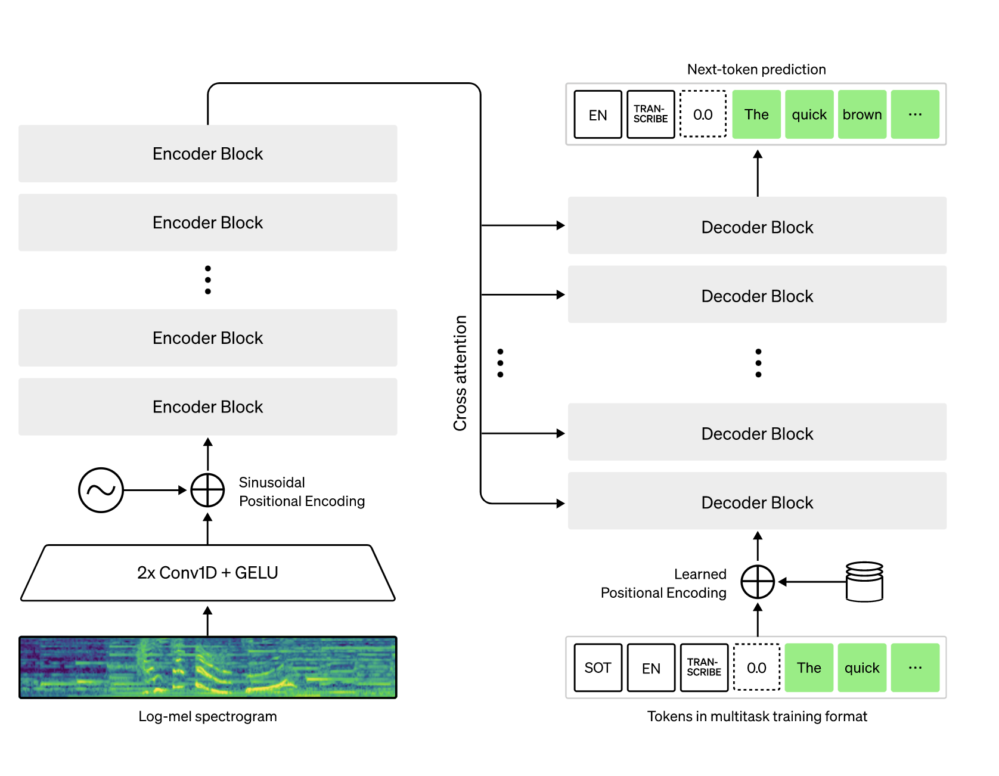 Next-token prediction
EN TRAN-SCRIBE 0.0 The quick brown ...
Encoder Block
Encoder Block
Encoder Block
Encoder Block
Sinusoidal
Positional Encoding
2x Conv1D + GELU
Log-mel spectrogram
Cross attention
Decoder Block
Decoder Block
Decoder Block
Decoder Block
Learned
Positional Encoding
SOT EN TRAN-SCRIBE 0.0 The quick ...
Tokens in multitask training format